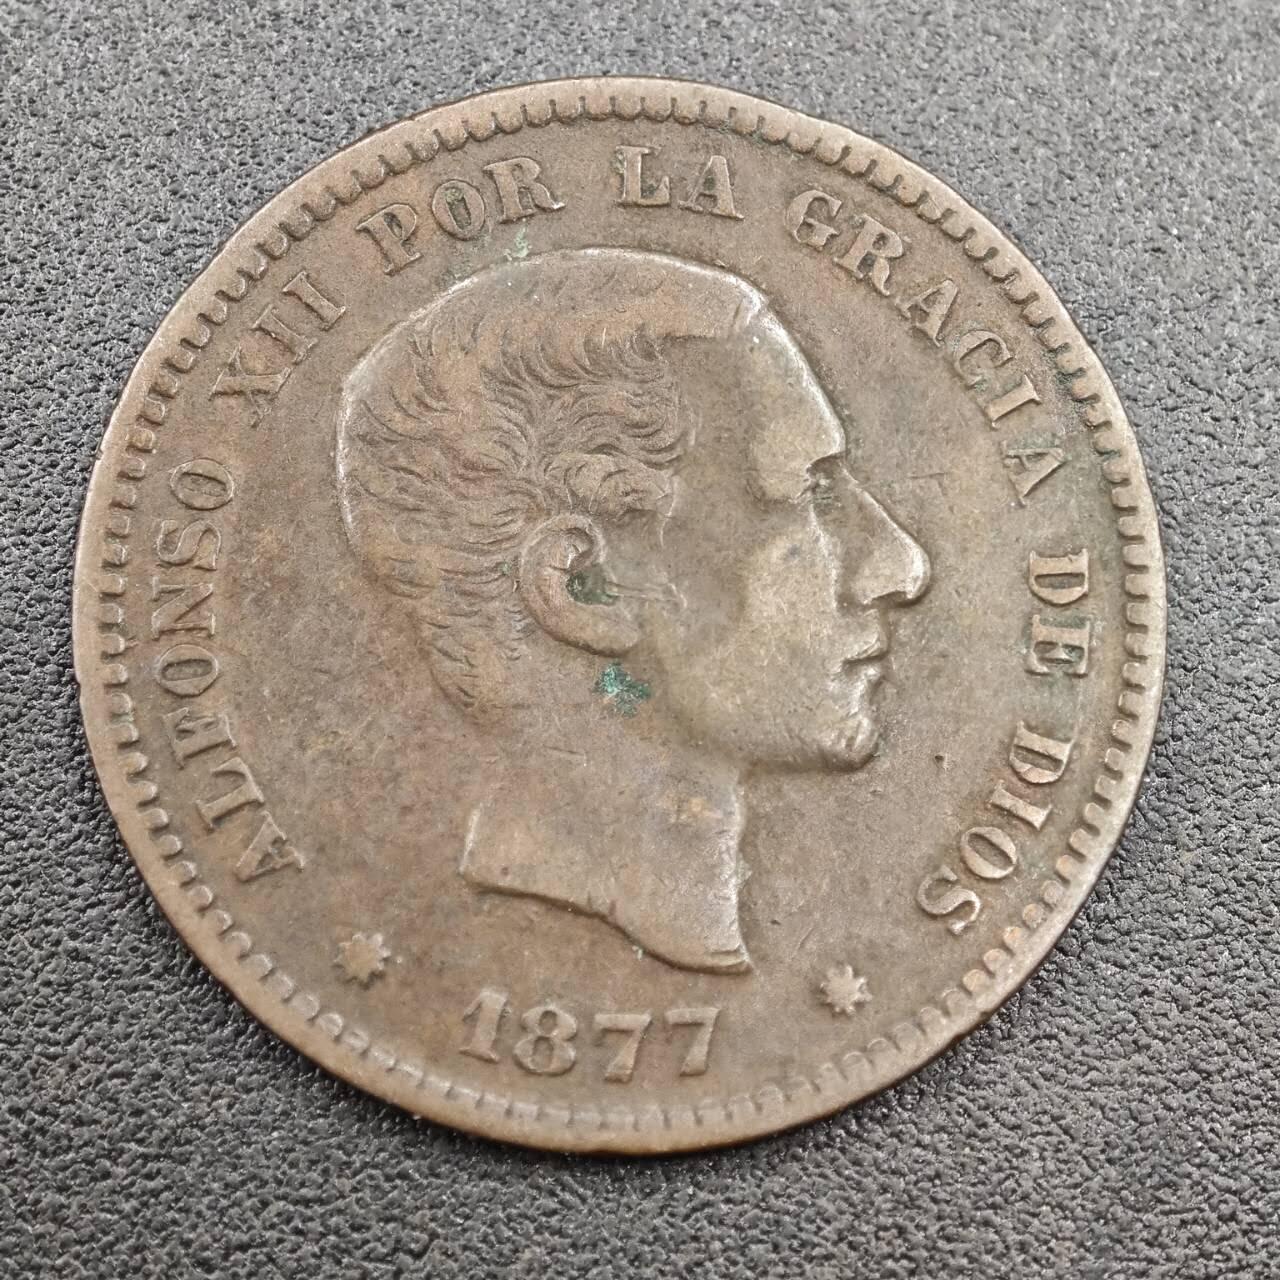 ALFONSO XII POR LA GRACIA DE DIOS
1877